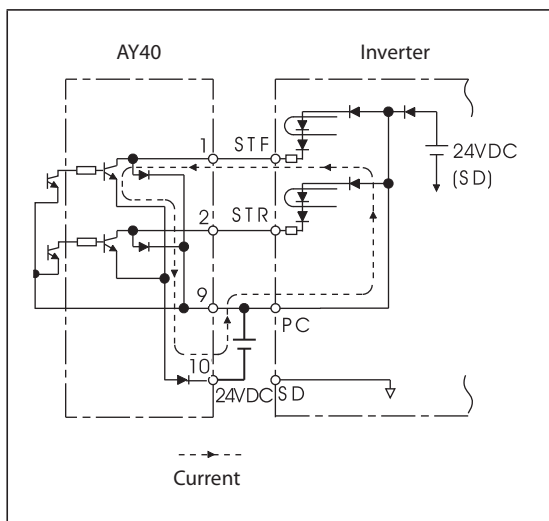 AY40
Inverter
1
STF
24VDC
(SD)
2
STR
9
PC
10
24VDC
SD
Current